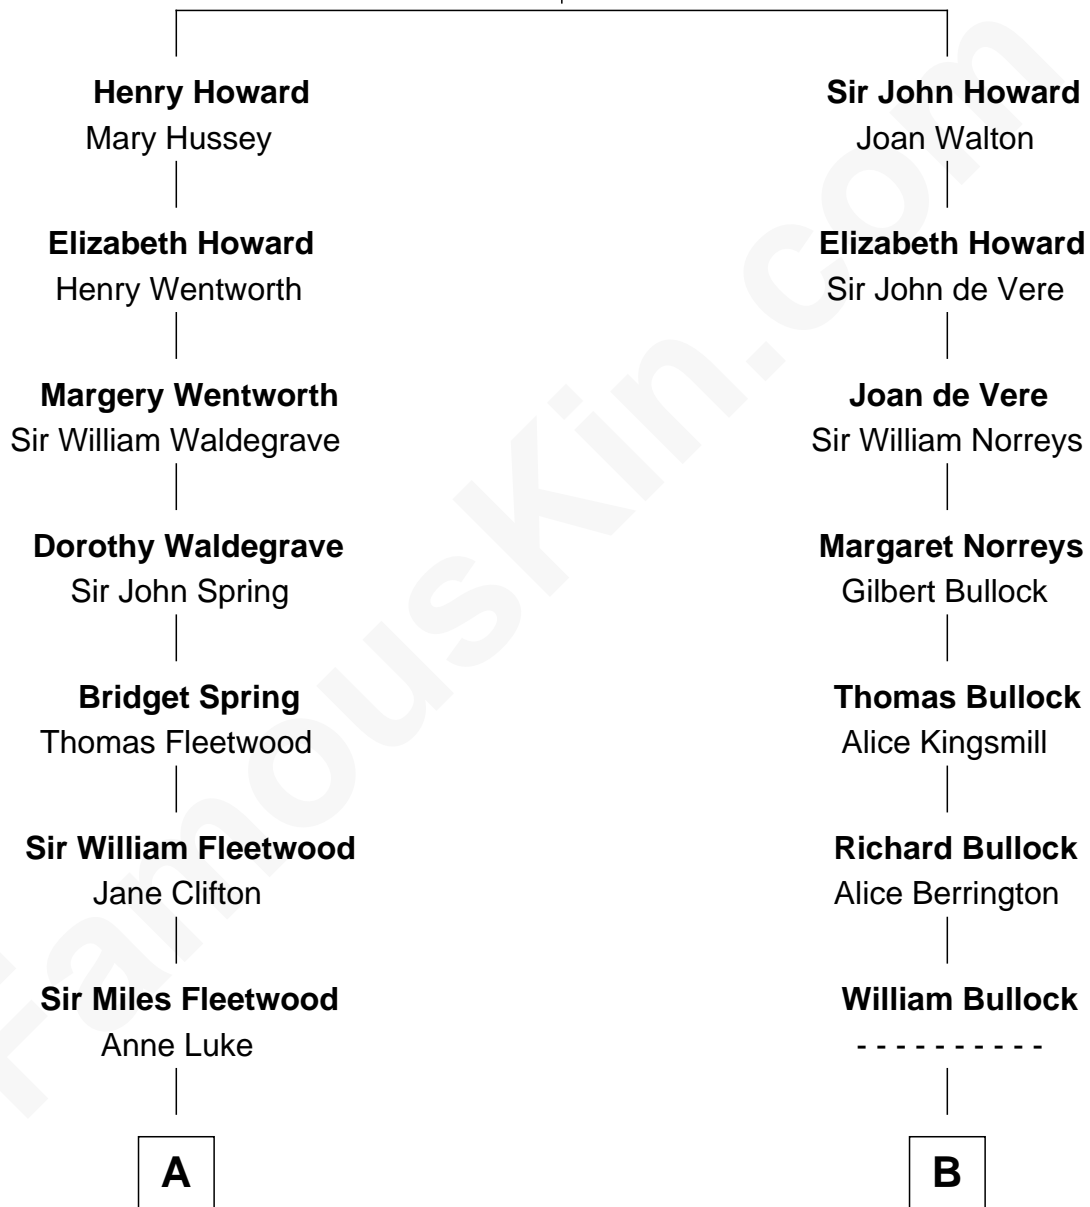 Henry Howard
Mary Hussey
Elizabeth Howard
Henry Wentworth
Margery Wentworth
Sir William Waldegrave
Dorothy Waldegrave
Sir John Spring
Bridget Spring
Thomas Fleetwood
Sir William Fleetwood
Jane Clifton
Sir Miles Fleetwood
Anne Luke
A
Sir John Howard
Joan Walton
Elizabeth Howard
Sir John de Vere
Joan de Vere
Sir William Norreys
Margaret Norreys
Gilbert Bullock
Thomas Bullock
Alice Kingsmill
Richard Bullock
Alice Berrington
William Bullock
- - - - - - - - - -
B
FamousKin.com